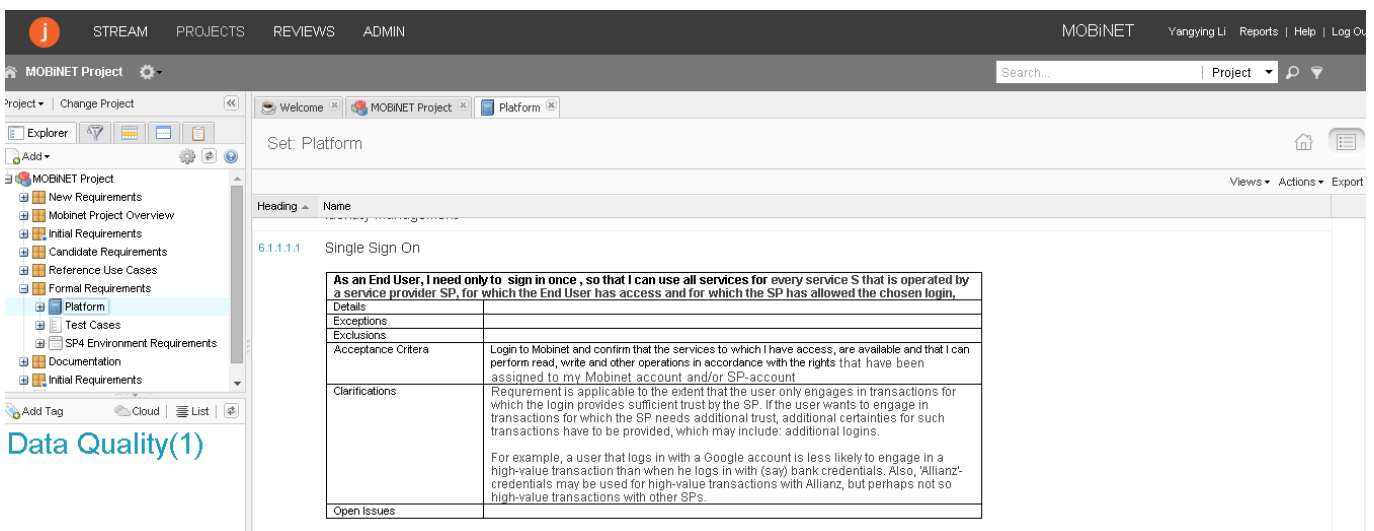 j STREAM PROJECTS REVIEWS ADMIN MOBiNET Yangying Li Reports | Help | Log Ou
MOBiNET Project Search... Project
Project | Change Project
Welcome MOBiNET Project Platform
Explorer
Set: Platform
Add
MOBiNET Project
Views Actions Export
New Requirements
Heading Name
Mobinet Project Overview
Initial Requirements
6.1.1.1.1 Single Sign On
Candidate Requirements
Reference Use Cases
Formal Requirements
Platform
Test Cases
SP4 Environment Requirements
Documentation
Initial Requirements
Add Tag Cloud | List
Data Quality(1)
As an End User, I need only to sign in once , so that I can use all services for every service S that is operated by
a service provider SP, for which the End User has access and for which the SP has allowed the chosen login,
Details
Exceptions
Exclusions
Acceptance Critera Login to Mobinet and confirm that the services to which I have access, are available and that I can
perform read, write and other operations in accordance with the rights that have been
assigned to my Mobinet account and/or SP-account
Clarifications Requrement is applicable to the extent that the user only engages in transactions for
which the login provides sufficient trust by the SP. If the user wants to engage in
transactions for which the SP needs additional trust, additional certainties for such
transactions have to be provided, which may include: additional logins.
For example, a user that logs in with a Google account is less likely to engage in a
high-value transaction than when he logs in with (say) bank credentials. Also, 'Allianz'-
credentials may be used for high-value transactions with Allianz, but perhaps not so
high-value transactions with other SPs.
Open Issues